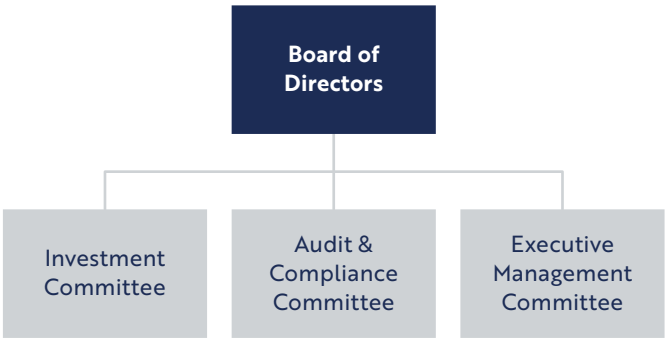 Board of
Directors
Investment
Committee
Audit &
Compliance
Committee
Executive
Management
Committee